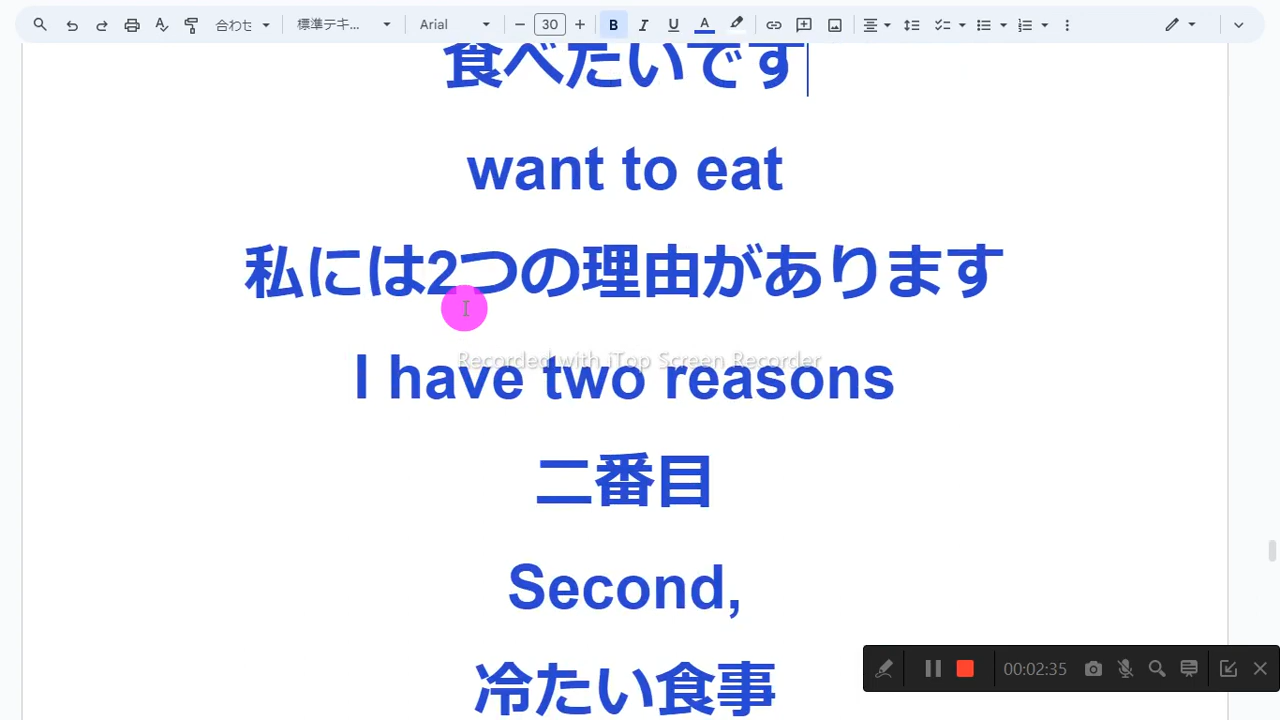 合わせ
標準テキ...
Arial
30
B I U A
食べたいです
want to eat
私には2つの理由があります
Recorded with iTop Screen Recorder
I have two reasons
二番目
Second,
冷たい食事
00:02:35